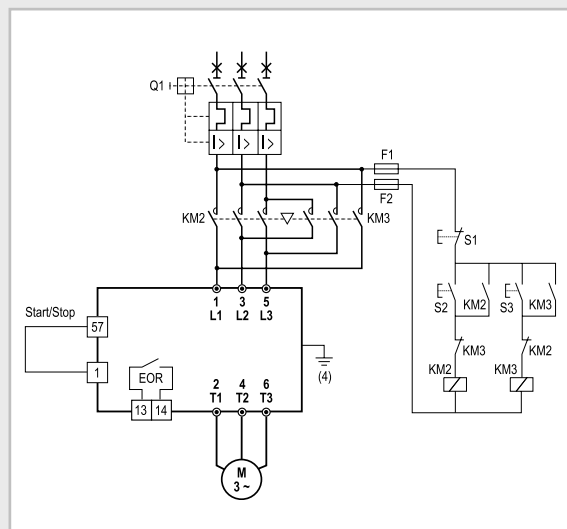 Q1
I> I> I>
F1
F2
KM2
KM3
S1
1 3 5
L1 L2 L3
Start/Stop
57
1
EOR
13 14
(4)
2 4 6
T1 T2 T3
M
3 ~
S2 KM2 S3 KM3
KM3 KM2
KM2 KM3